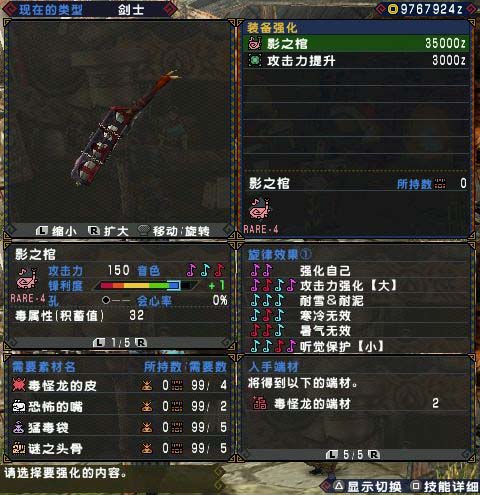 现在的类型 剑士
9767924z
缩小 扩大 移动/旋转
装备强化
影之棺 35000z
攻击力提升 3000z
影之棺 所持数 0
RARE-4
影之棺
攻击力 150 音色
锋利度 +1
RARE-4 孔 ●－－ 会心率 0%
毒属性(积蓄值) 32
L 1/5 R
旋律效果①
强化自己
攻击力强化【大】
耐雪&耐泥
寒冷无效
暑气无效
听觉保护【小】
需要素材名 所持数/需要数
毒怪龙的皮 0 99/ 4
恐怖的嘴 0 99/ 2
猛毒袋 0 99/ 5
谜之头骨 0 99/ 5
入手端材
将得到以下的端材。
毒怪龙的端材 2
L 5/5 R
请选择要强化的内容。
显示切换 技能详细